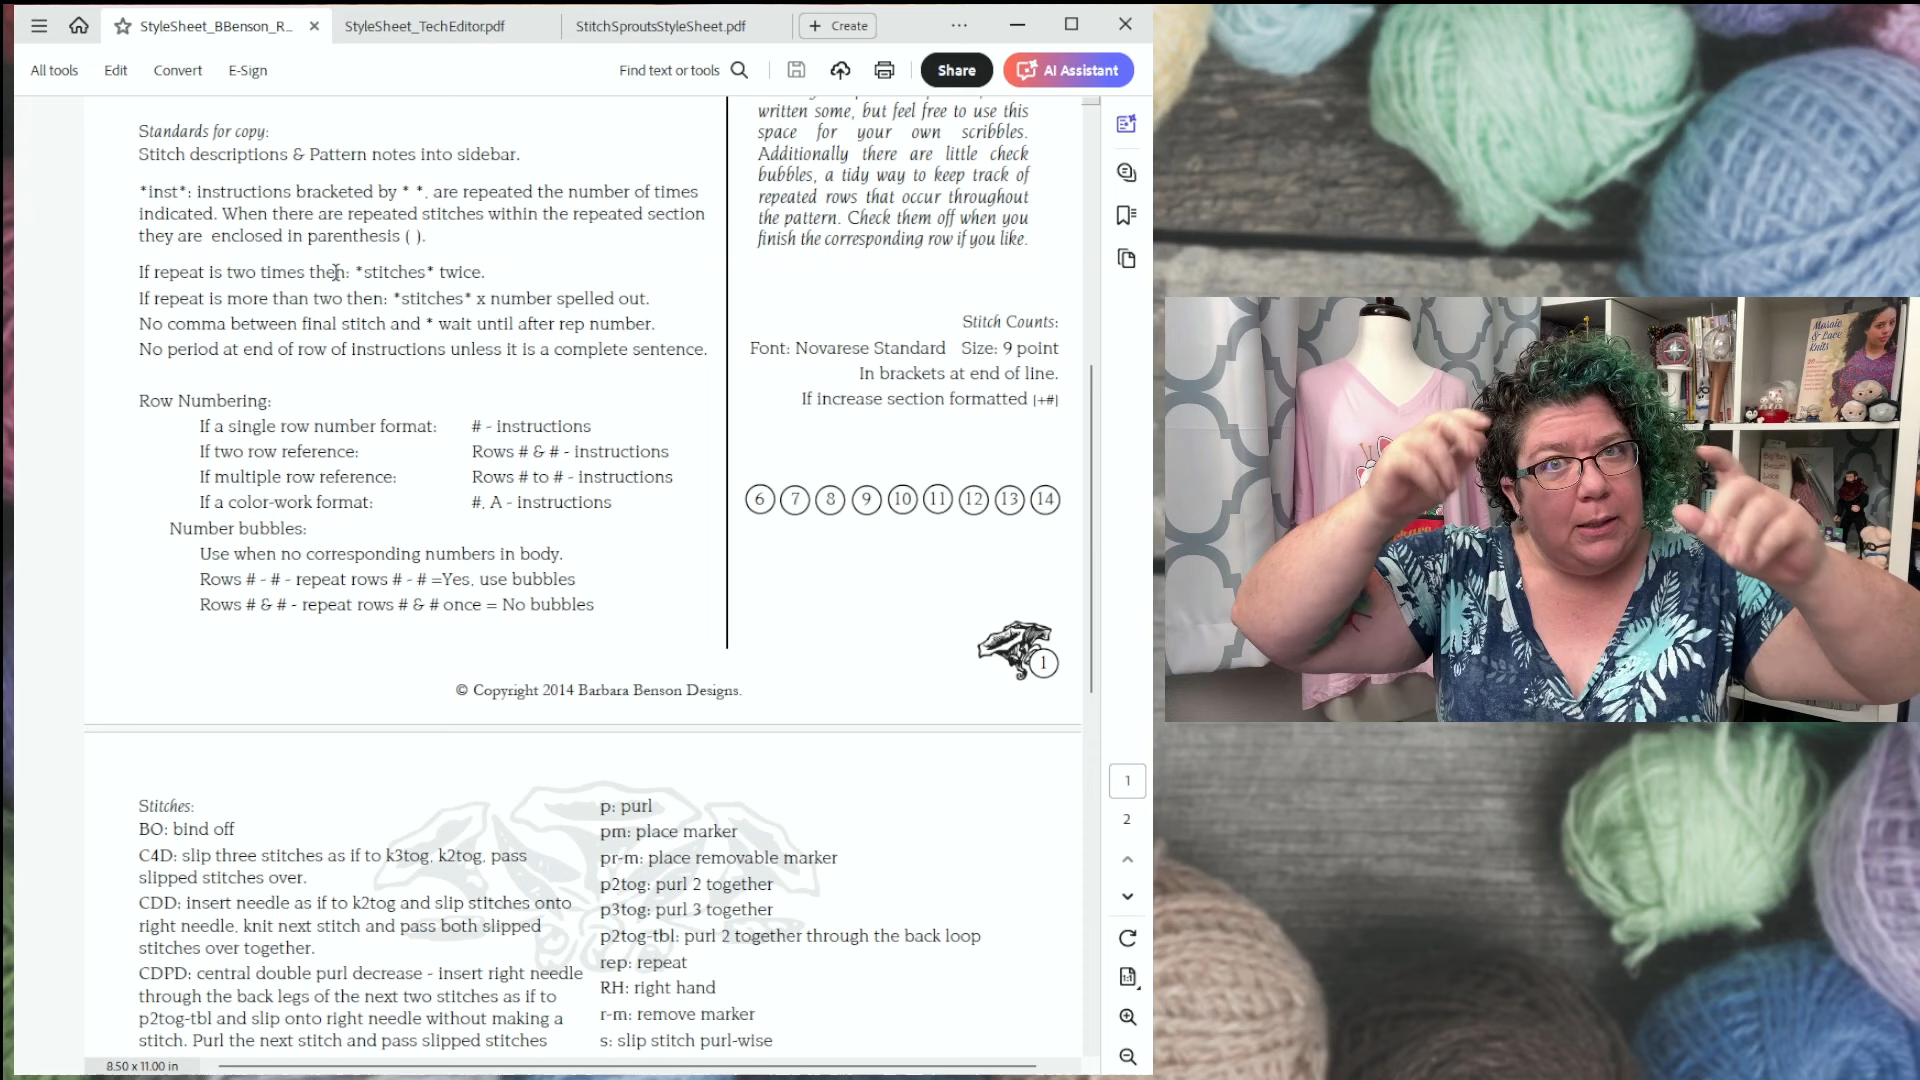 StyleSheet_BBenson_R...
StyleSheet_TechEditor.pdf
StitchSproutsStyleSheet.pdf
Create
All tools
Edit
Convert
E-Sign
Find text or tools
Share
AI Assistant
Standards for copy:
Stitch descriptions & Pattern notes into sidebar.
*inst*: instructions bracketed by * *, are repeated the number of times
indicated. When there are repeated stitches within the repeated section
they are enclosed in parenthesis ( ).
If repeat is two times then: *stitches* twice.
If repeat is more than two then: *stitches* x number spelled out.
No comma between final stitch and * wait until after rep number.
No period at end of row of instructions unless it is a complete sentence.
Row Numbering:
If a single row number format: # - instructions
If two row reference: Rows # & # - instructions
If multiple row reference: Rows # to # - instructions
If a color-work format: #, A - instructions
Number bubbles:
Use when no corresponding numbers in body.
Rows # - # - repeat rows # - # =Yes, use bubbles
Rows # & # - repeat rows # & # once = No bubbles
written some, but feel free to use this
space for your own scribbles.
Additionally there are little check
bubbles, a tidy way to keep track of
repeated rows that occur throughout
the pattern. Check them off when you
finish the corresponding row if you like.
Stitch Counts:
Font: Novarese Standard Size: 9 point
In brackets at end of line.
If increase section formatted [+#]
6 7 8 9 10 11 12 13 14
1
© Copyright 2014 Barbara Benson Designs.
Stitches:
BO: bind off
C4D: slip three stitches as if to k3tog, k2tog, pass
slipped stitches over.
CDD: insert needle as if to k2tog and slip stitches onto
right needle, knit next stitch and pass both slipped
stitches over together.
CDPD: central double purl decrease - insert right needle
through the back legs of the next two stitches as if to
p2tog-tbl and slip onto right needle without making a
stitch. Purl the next stitch and pass slipped stitches
p: purl
pm: place marker
pr-m: place removable marker
p2tog: purl 2 together
p3tog: purl 3 together
p2tog-tbl: purl 2 together through the back loop
rep: repeat
RH: right hand
r-m: remove marker
s: slip stitch purl-wise
1
2
8.50 x 11.00 in
Mosaic
& Lace
Knits